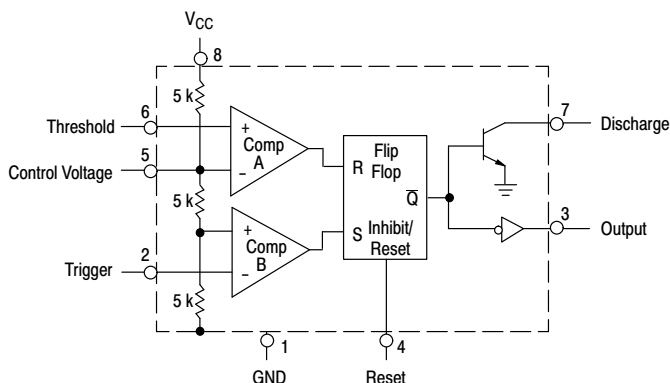 VCC
8
5 k
6
Threshold
+
Comp
A
−
5
Control Voltage
5 k
+
Comp
B
−
2
Trigger
5 k
R
Flip
Flop
Q̅
S
Inhibit/
Reset
7
Discharge
3
Output
1
GND
4
Reset